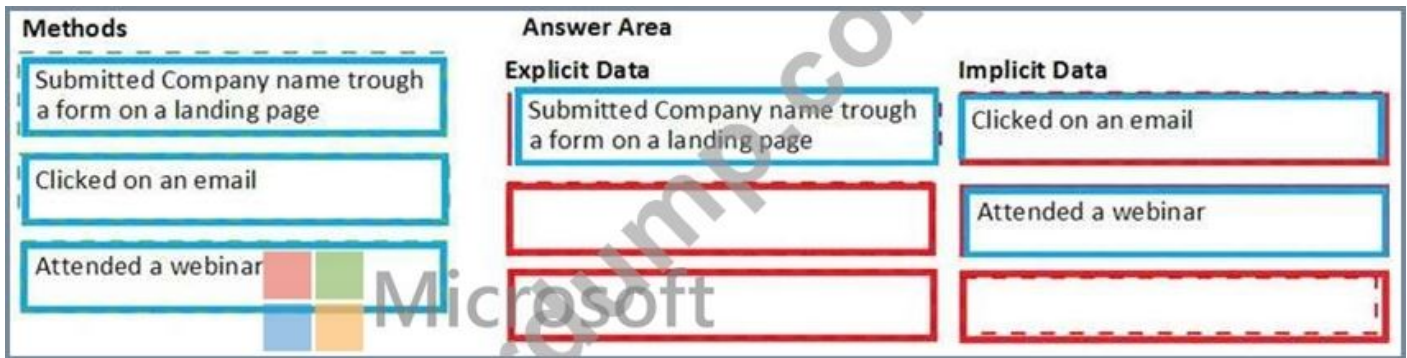 Methods
Submitted Company name trough
a form on a landing page
Clicked on an email
Attended a webinar
Answer Area
Explicit Data
Submitted Company name trough
a form on a landing page
Implicit Data
Clicked on an email
Attended a webinar
Microsoft